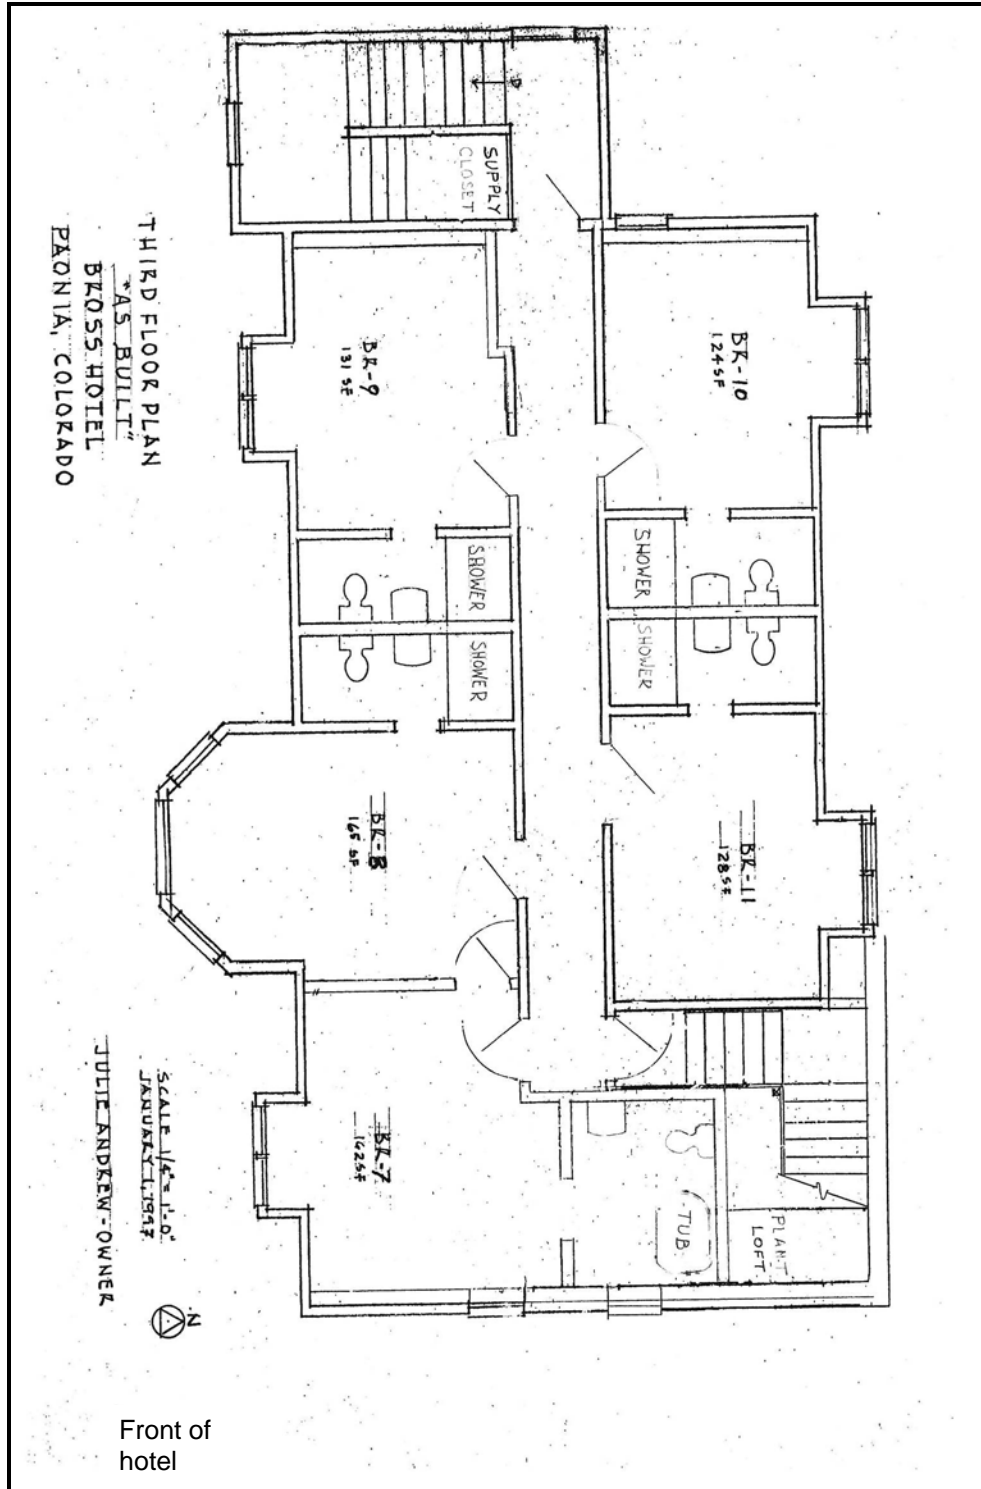 THIRD FLOOR PLAN
"AS BUILT"
BROSS HOTEL
PAONIA, COLORADO
D
SUPPLY
CLOSET
BR-9
131 SF
BR-10
124 SF
SHOWER
SHOWER
SHOWER
SHOWER
BR-8
165 SF
BR-11
128 SF
BR-7
162 SF
TUB
PLANT
LOFT
SCALE 1/4" = 1'-0"
JANUARY 1, 1997
JULIE ANDREW - OWNER
N
Front of
hotel